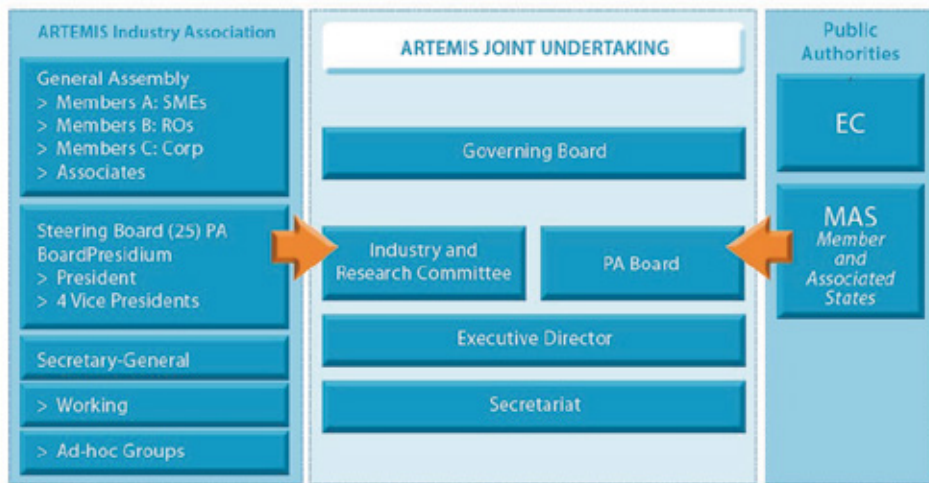 ARTEMIS Industry Association
General Assembly
> Members A: SMEs
> Members B: ROs
> Members C: Corp
> Associates
Steering Board (25) PA
BoardPresidium
> President
> 4 Vice Presidents
Secretary-General
> Working
> Ad-hoc Groups
ARTEMIS JOINT UNDERTAKING
Governing Board
Industry and
Research Committee
PA Board
Executive Director
Secretariat
Public
Authorities
EC
MAS
Member
and
Associated
States